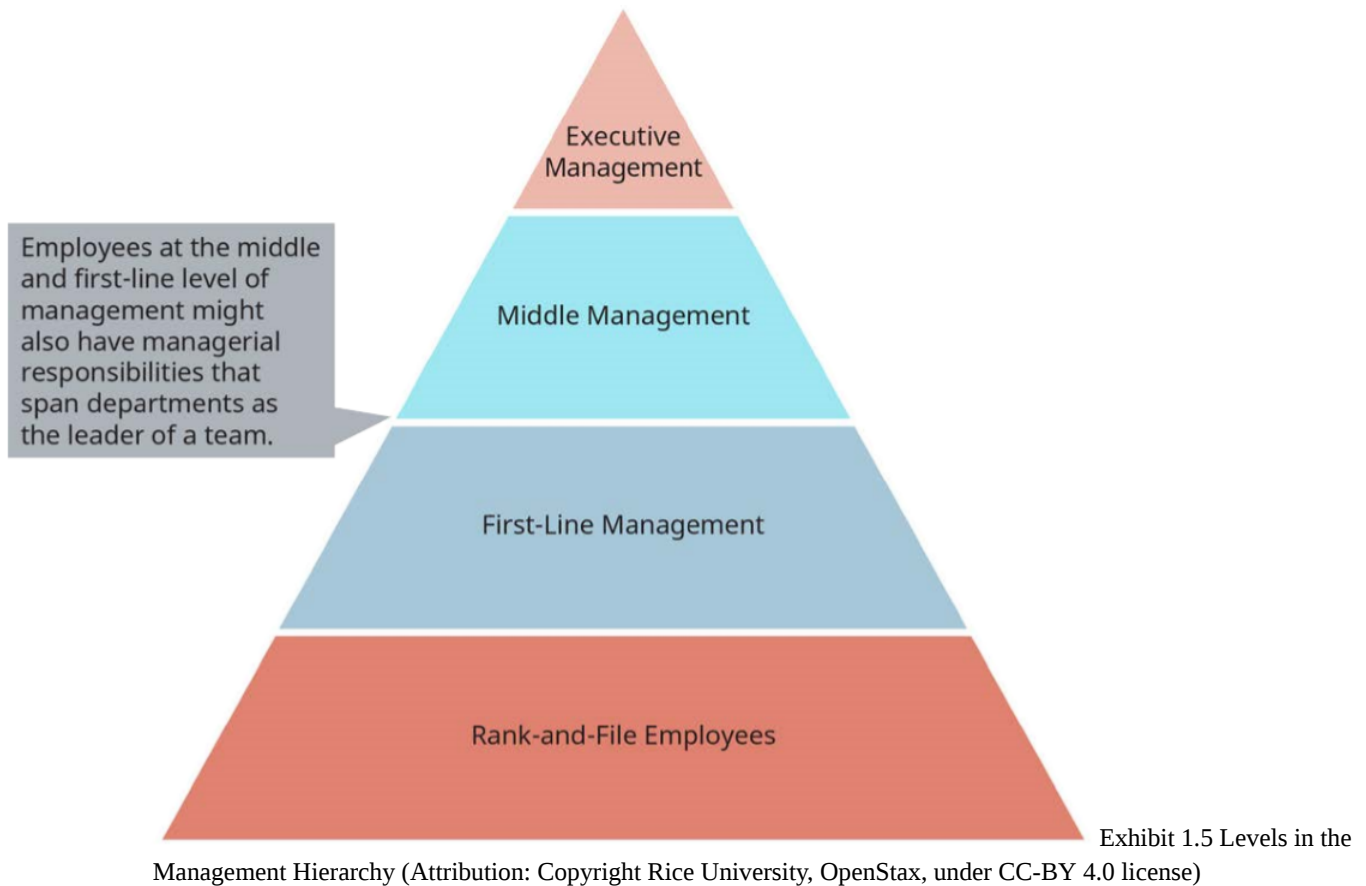 Executive
Management
Employees at the middle
and first-line level of
management might
also have managerial
responsibilities that
span departments as
the leader of a team.
Middle Management
First-Line Management
Rank-and-File Employees
Exhibit 1.5 Levels in the
Management Hierarchy (Attribution: Copyright Rice University, OpenStax, under CC-BY 4.0 license)